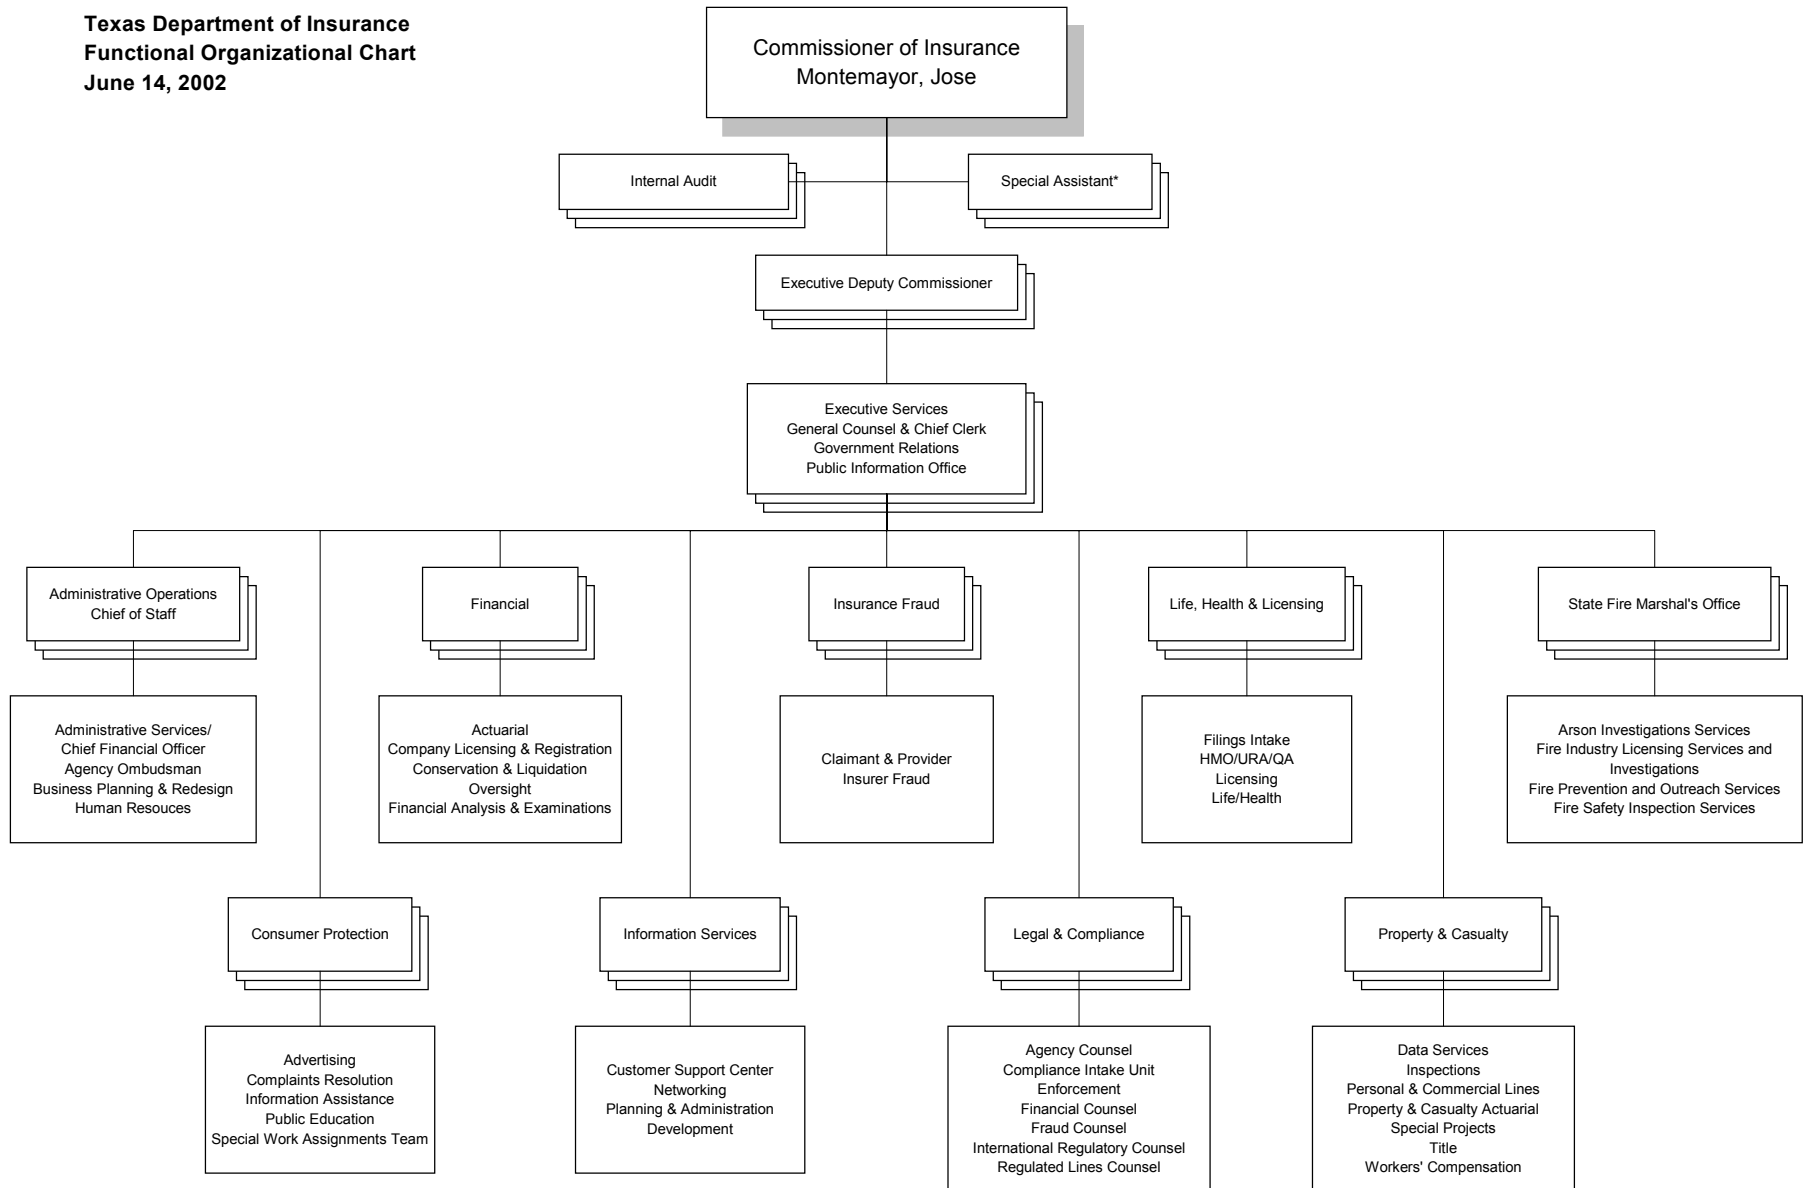 Texas Department of Insurance
Functional Organizational Chart
June 14, 2002
Commissioner of Insurance
Montemayor, Jose
Internal Audit
Special Assistant*
Executive Deputy Commissioner
Executive Services
General Counsel & Chief Clerk
Government Relations
Public Information Office
Administrative Operations
Chief of Staff
Financial
Insurance Fraud
Life, Health & Licensing
State Fire Marshal's Office
Administrative Services/
Chief Financial Officer
Agency Ombudsman
Business Planning & Redesign
Human Resouces
Actuarial
Company Licensing & Registration
Conservation & Liquidation
Oversight
Financial Analysis & Examinations
Claimant & Provider
Insurer Fraud
Filings Intake
HMO/URA/QA
Licensing
Life/Health
Arson Investigations Services
Fire Industry Licensing Services and
Investigations
Fire Prevention and Outreach Services
Fire Safety Inspection Services
Consumer Protection
Information Services
Legal & Compliance
Property & Casualty
Advertising
Complaints Resolution
Information Assistance
Public Education
Special Work Assignments Team
Customer Support Center
Networking
Planning & Administration
Development
Agency Counsel
Compliance Intake Unit
Enforcement
Financial Counsel
Fraud Counsel
International Regulatory Counsel
Regulated Lines Counsel
Data Services
Inspections
Personal & Commercial Lines
Property & Casualty Actuarial
Special Projects
Title
Workers' Compensation